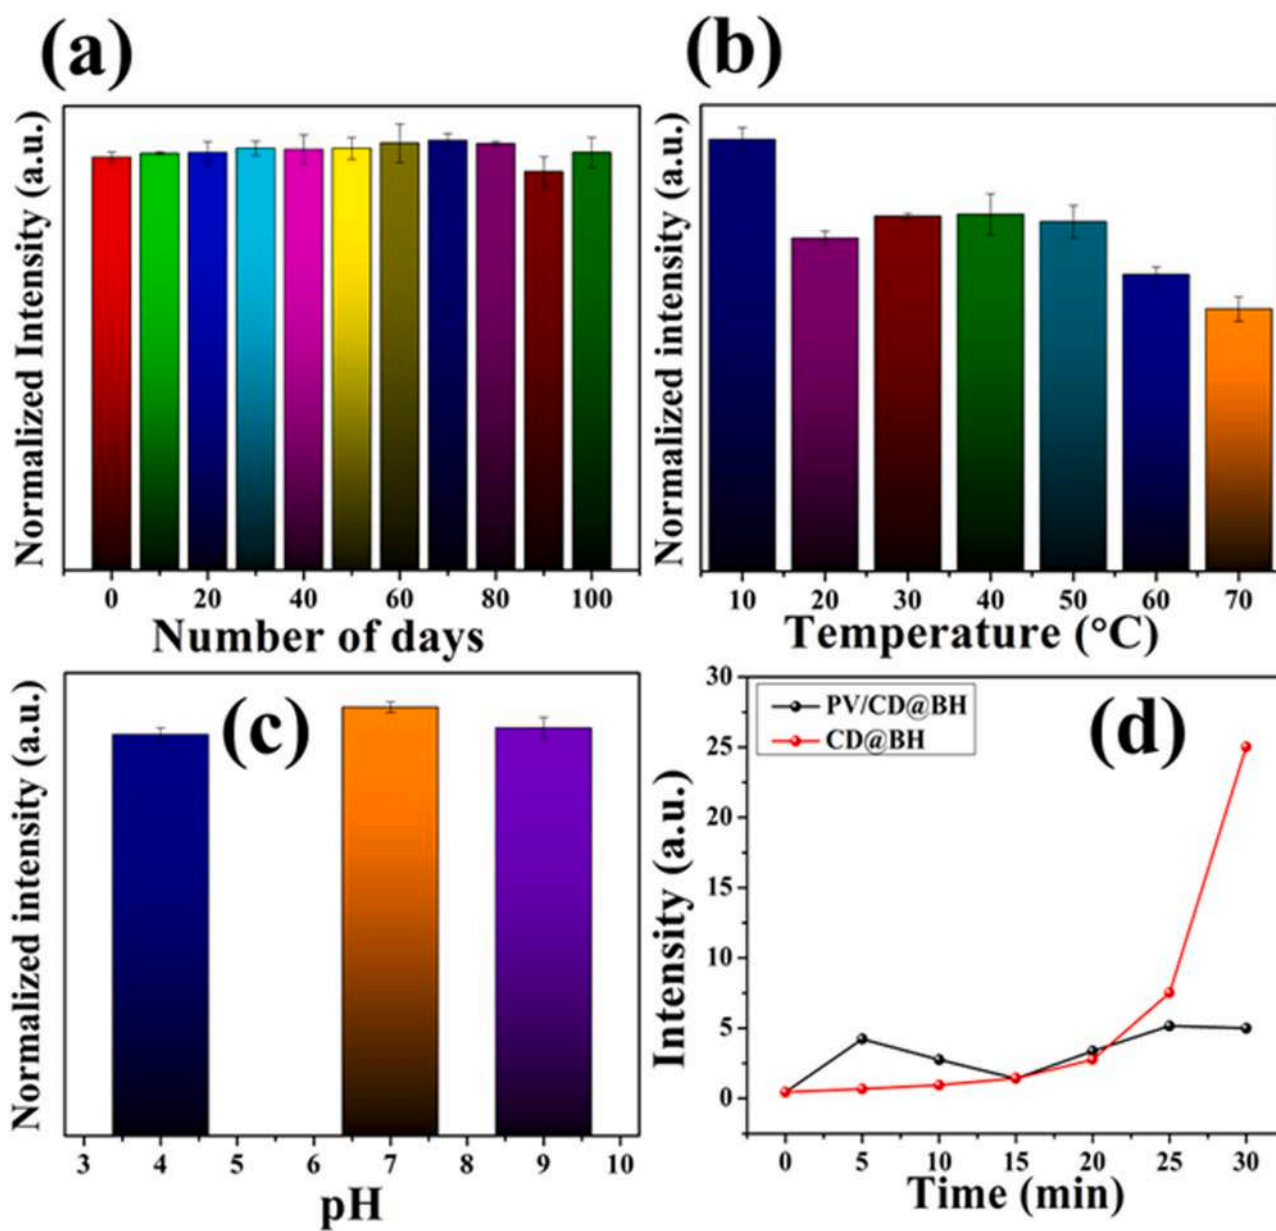 (a)
Normalized Intensity (a.u.)
0 20 40 60 80 100
Number of days
(b)
Normalized intensity (a.u.)
10 20 30 40 50 60 70
Temperature (°C)
(c)
Normalized intensity (a.u.)
3 4 5 6 7 8 9 10
pH
(d)
PV/CD@BH
CD@BH
Intensity (a.u.)
30
25
20
15
10
5
0
0 5 10 15 20 25 30
Time (min)